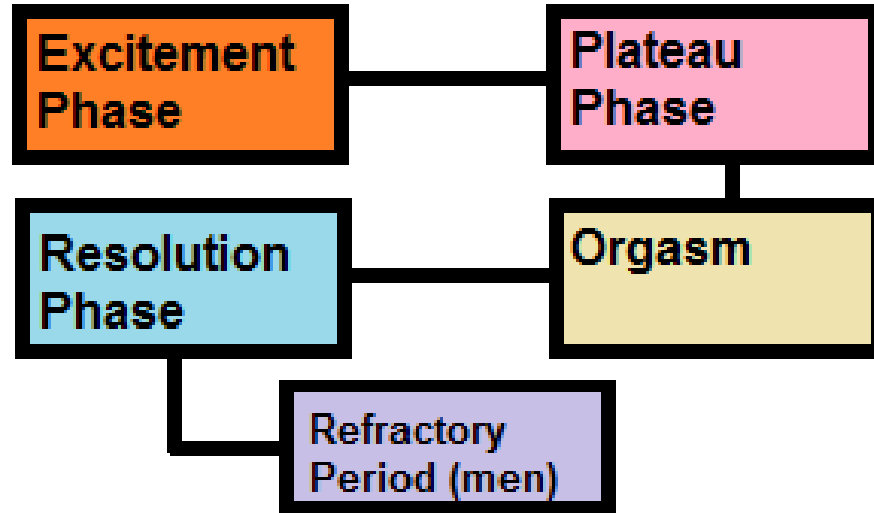 Excitement
Phase
Plateau
Phase
Orgasm
Resolution
Phase
Refractory
Period (men)